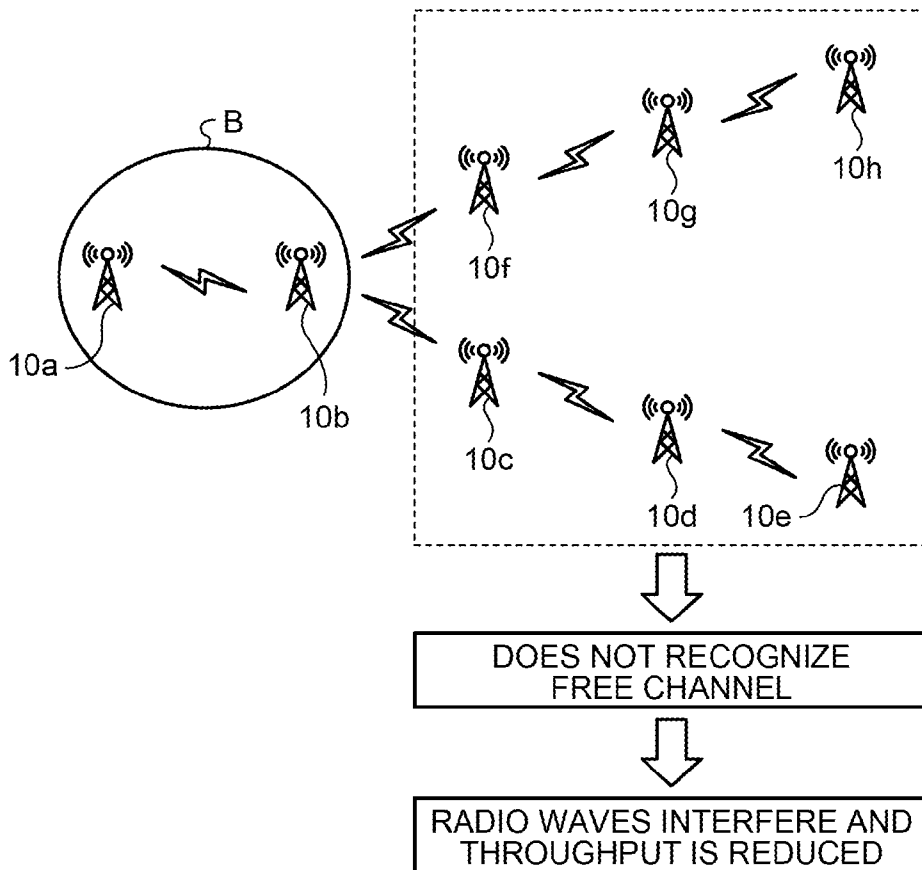 B
10h
10g
10f
10a
10b
10c
10d
10e
DOES NOT RECOGNIZE
FREE CHANNEL
RADIO WAVES INTERFERE AND
THROUGHPUT IS REDUCED